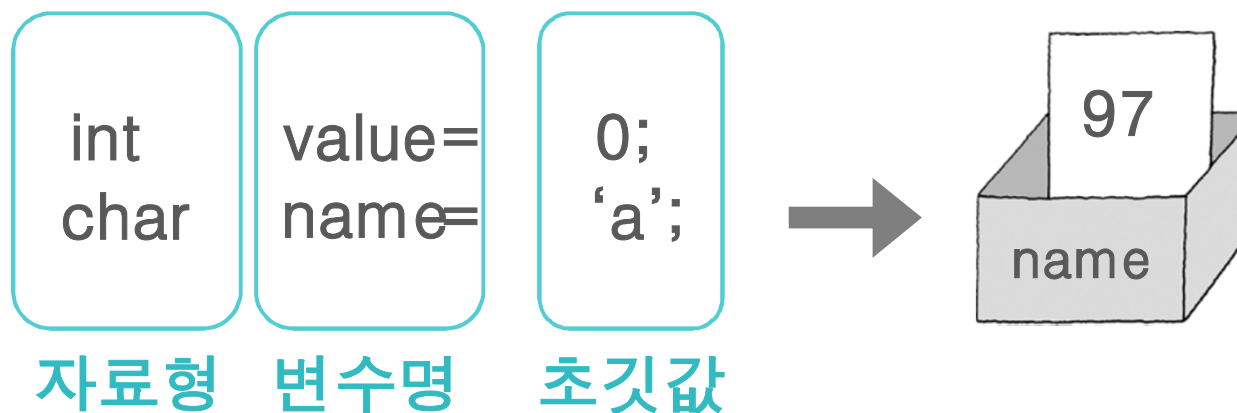 int value= 0;
char name= ‘a’;
97
name
자료형 변수명 초깃값